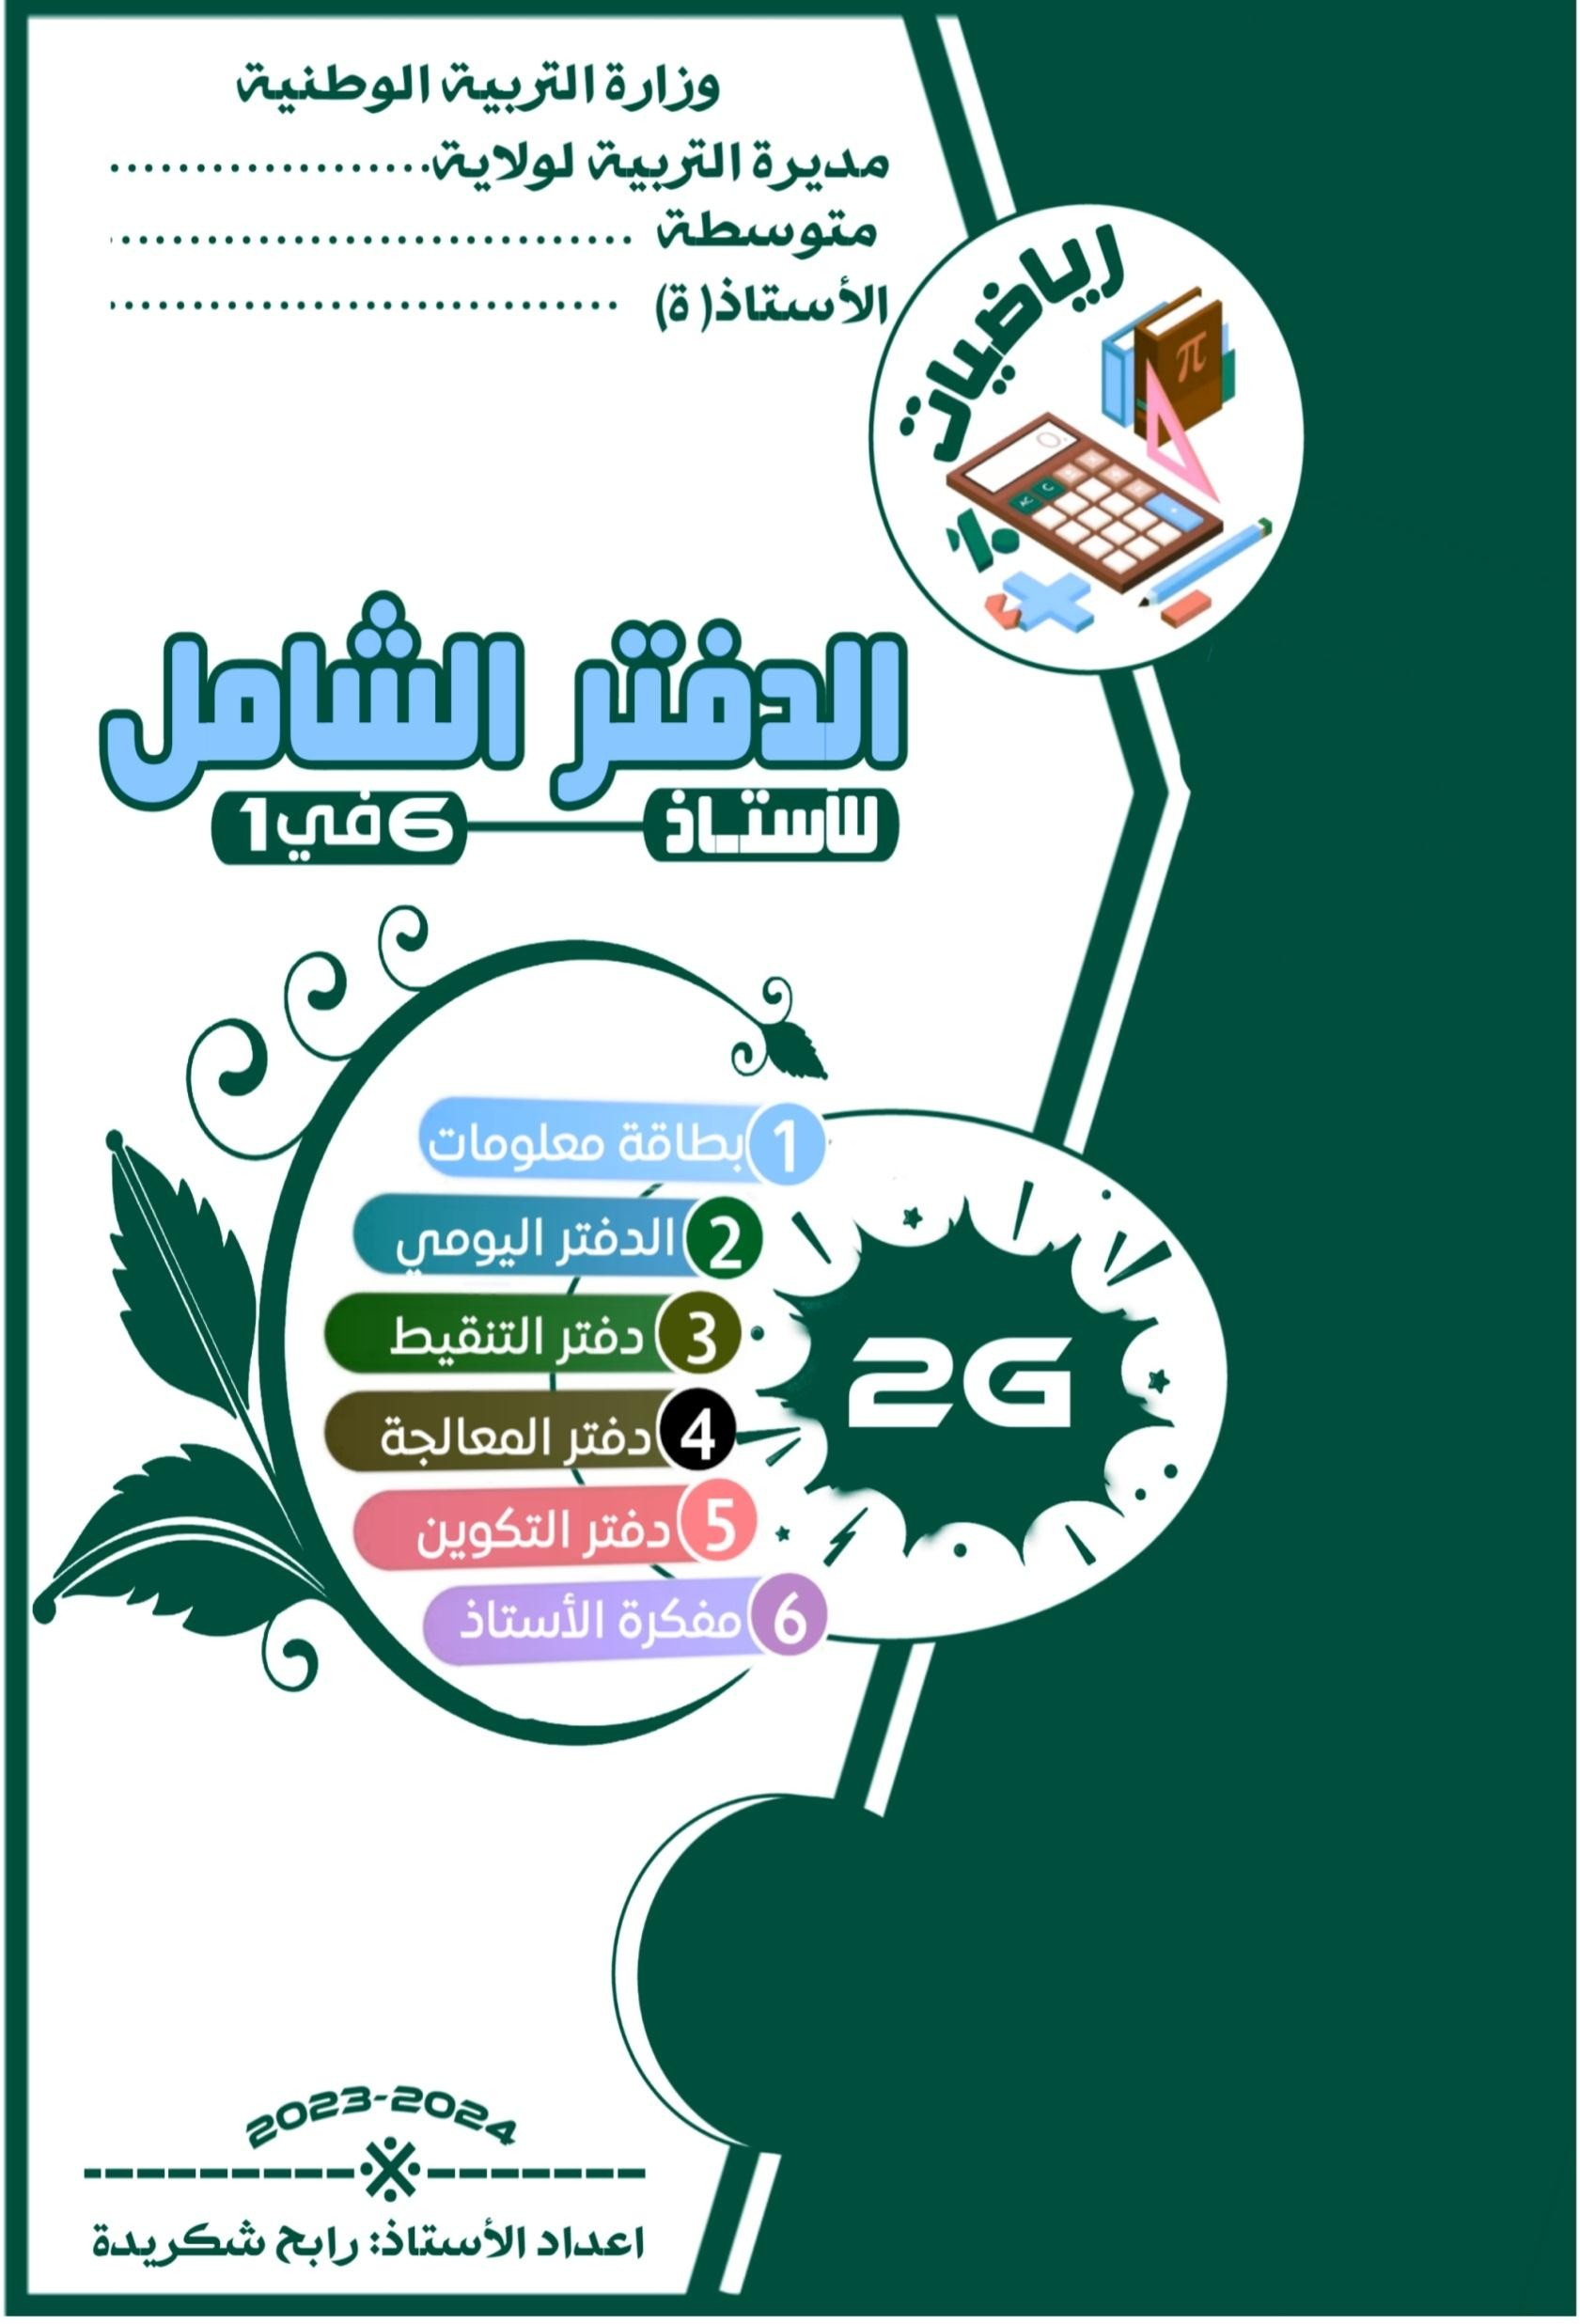 وزارة التربية الوطنية
مديرة التربية لولاية..................
متوسطة ..............................
الأستاذ(ة) ..............................
رياضيات
π
الدفتر الشامل
للأستاذ
6 في 1
1 بطاقة معلومات
2 الدفتر اليومي
3 دفتر التنقيط
4 دفتر المعالجة
5 دفتر التكوين
6 مفكرة الأستاذ
2G
2023-2024
اعداد الأستاذ: رابح شكريدة